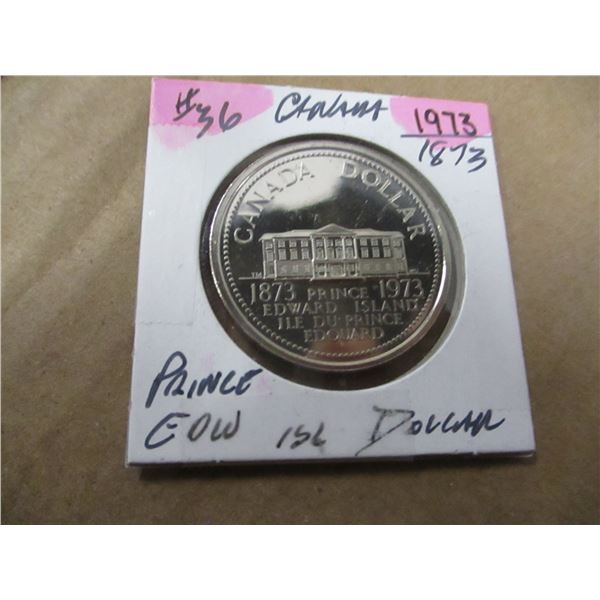 #36 CANADA 1973
1873
CANADA DOLLAR
TM
1873 PRINCE 1973
EDWARD ISLAND
ILE DU·PRINCE
EDOUARD
PRINCE
EDW ISL DOLLAR